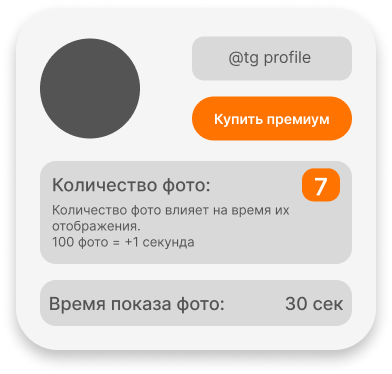 @tg profile
Купить премиум
Количество фото:
7
Количество фото влияет на время их
отображения.
100 фото = +1 секунда
Время показа фото:
30 сек